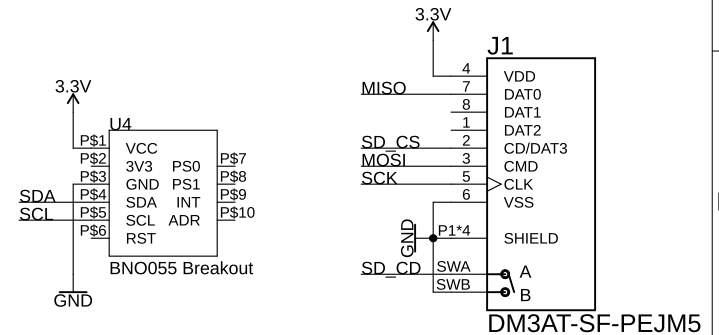 3.3V
U4
P$1 VCC
P$2 3V3 PS0 P$7
P$3 GND PS1 P$8
SDA P$4 SDA INT P$9
SCL P$5 SCL ADR P$10
P$6 RST
BNO055 Breakout
GND
3.3V
J1
4 VDD
MISO 7 DAT0
8 DAT1
1 DAT2
SD_CS 2 CD/DAT3
MOSI 3 CMD
SCK 5 CLK
6 VSS
GND P1*4 SHIELD
SD_CD SWA A
SWB B
DM3AT-SF-PEJM5